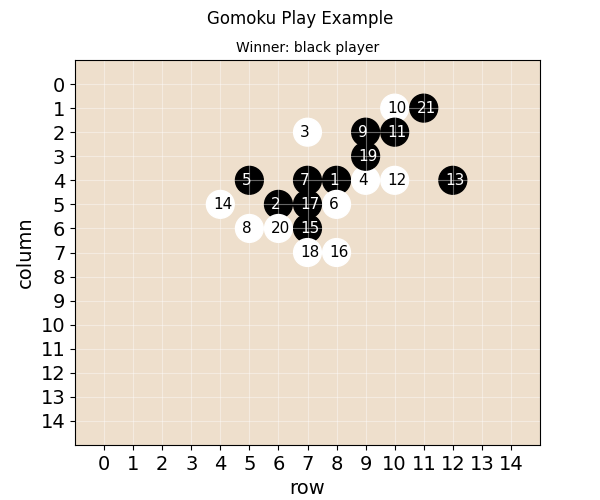 Gomoku Play Example
Winner: black player
0
1 10 21
2 3 9 11
3 19
4 5 7 1 4 12 13
5 14 2 17 6
6 8 20 15
7 18 16
8
9
10
11
12
13
14
column
0 1 2 3 4 5 6 7 8 9 10 11 12 13 14
row